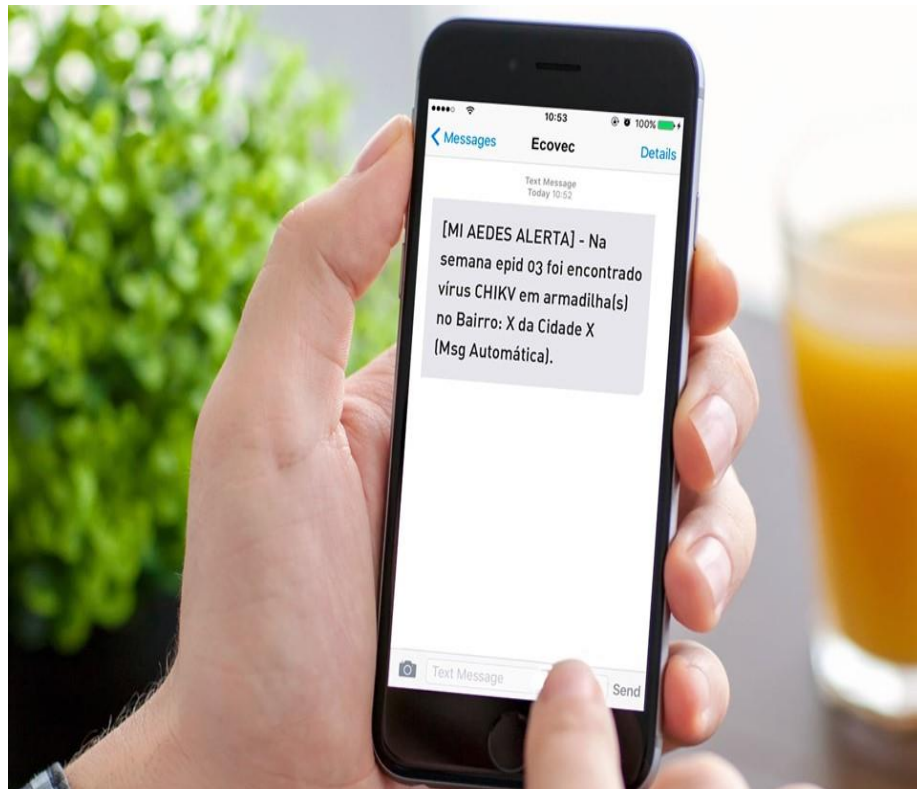 10:53
100%
Messages
Ecovec
Details
Text Message
Today 10:52
[MI AEDES ALERTA] - Na
semana epid 03 foi encontrado
vírus CHIKV em armadilha(s)
no Bairro: X da Cidade X
(Msg Automática).
Text Message
Send